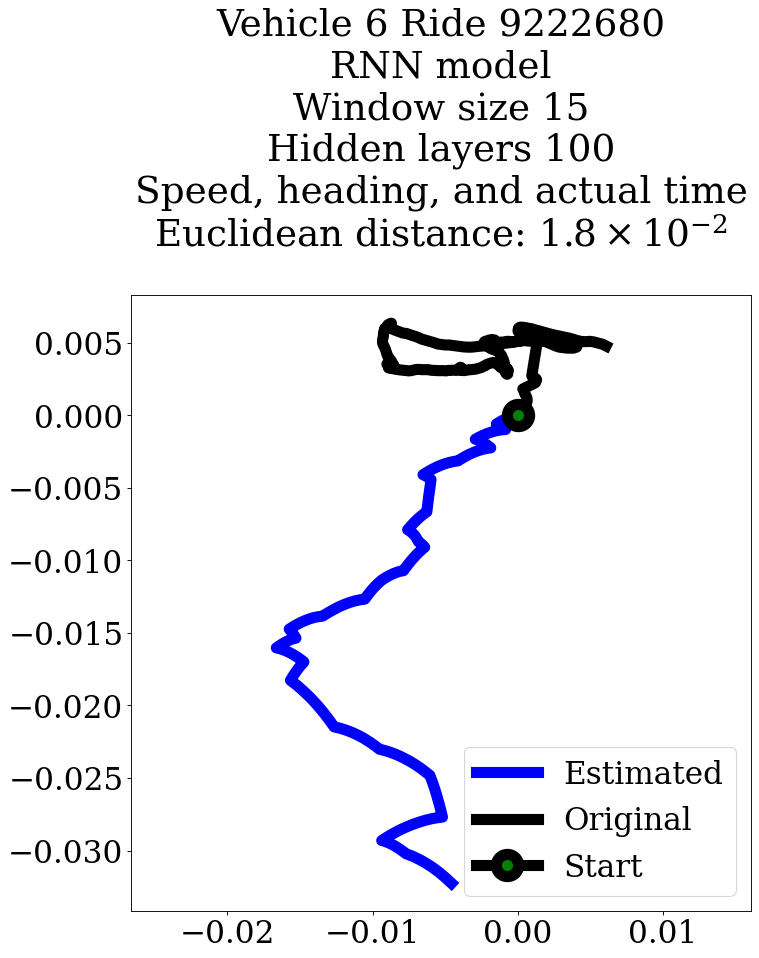 Vehicle 6 Ride 9222680
RNN model
Window size 15
Hidden layers 100
Speed, heading, and actual time
Euclidean distance: 1.8 × 10⁻²
0.005
0.000
−0.005
−0.010
−0.015
−0.020
−0.025
−0.030
Estimated
Original
Start
−0.02 −0.01 0.00 0.01